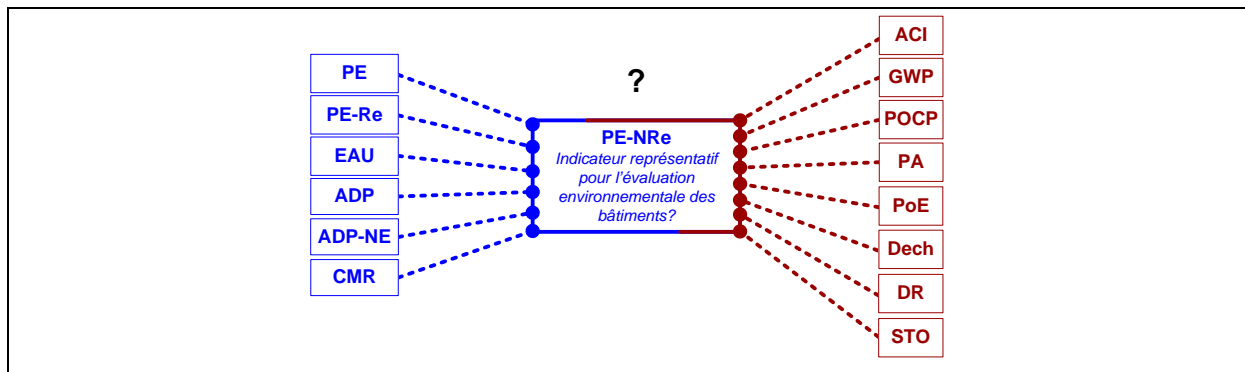 PE
PE-Re
EAU
ADP
ADP-NE
CMR
?
PE-NRe
Indicateur représentatif
pour l'évaluation
environnementale des
bâtiments?
ACI
GWP
POCP
PA
PoE
Dech
DR
STO